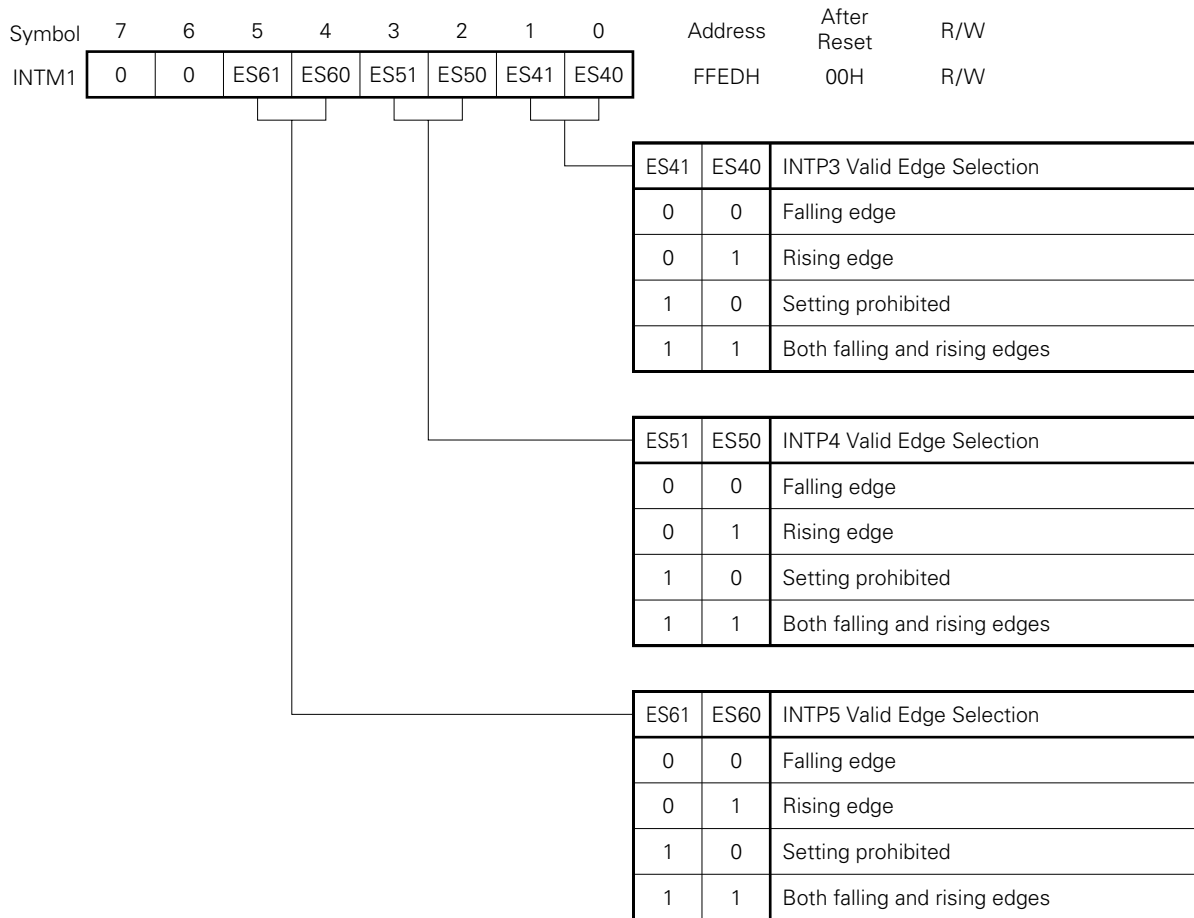 Symbol 7 6 5 4 3 2 1 0 Address After Reset R/W
INTM1 0 0 ES61 ES60 ES51 ES50 ES41 ES40 FFEDH 00H R/W
ES41 ES40 INTP3 Valid Edge Selection
0 0 Falling edge
0 1 Rising edge
1 0 Setting prohibited
1 1 Both falling and rising edges
ES51 ES50 INTP4 Valid Edge Selection
0 0 Falling edge
0 1 Rising edge
1 0 Setting prohibited
1 1 Both falling and rising edges
ES61 ES60 INTP5 Valid Edge Selection
0 0 Falling edge
0 1 Rising edge
1 0 Setting prohibited
1 1 Both falling and rising edges